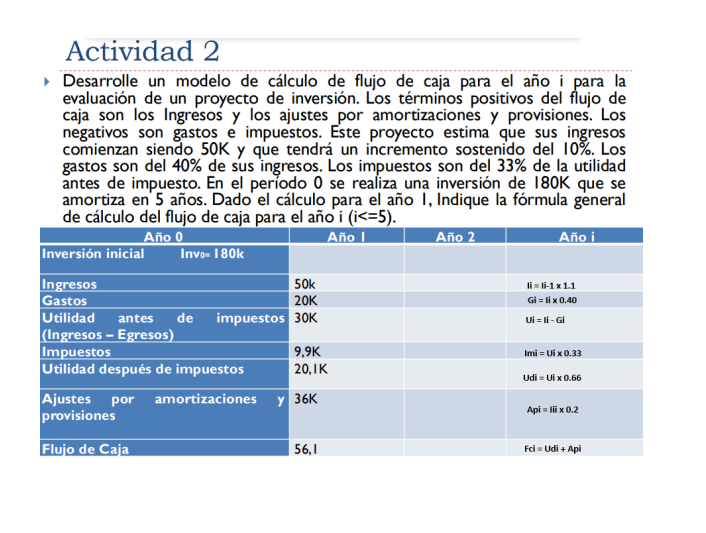 Actividad 2
Desarrolle un modelo de cálculo de flujo de caja para el año i para la
evaluación de un proyecto de inversión. Los términos positivos del flujo de
caja son los Ingresos y los ajustes por amortizaciones y provisiones. Los
negativos son gastos e impuestos. Este proyecto estima que sus ingresos
comienzan siendo 50K y que tendrá un incremento sostenido del 10%. Los
gastos son del 40% de sus ingresos. Los impuestos son del 33% de la utilidad
antes de impuesto. En el período 0 se realiza una inversión de 180K que se
amortiza en 5 años. Dado el cálculo para el año 1, Indique la fórmula general
de cálculo del flujo de caja para el año i (i<=5).
Año 0 Año 1 Año 2 Año i
Inversión inicial Inv0= 180k
Ingresos 50k Ii = Ii-1 x 1.1
Gastos 20K Gi = Ii x 0.40
Utilidad antes de impuestos 30K Ui = Ii - Gi
(Ingresos – Egresos)
Impuestos 9,9K Imi = Ui x 0.33
Utilidad después de impuestos 20,1K Udi = Ui x 0.66
Ajustes por amortizaciones y 36K Api = Iii x 0.2
provisiones
Flujo de Caja 56,1 Fci = Udi + Api